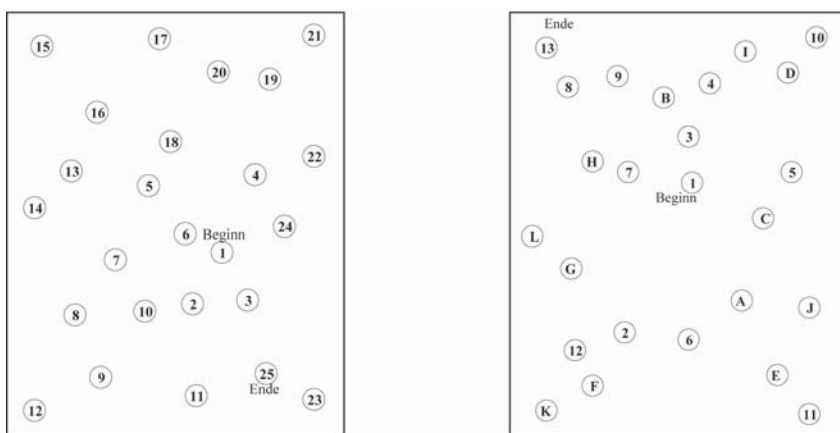 15 17 21
20 19
16
18
13 5 4 22
14
6 Beginn 24
1
7
8 10 2 3
9 25
Ende
12 11 23
Ende
13 I 10
8 9 B 4 D
3
H 7 1 5
Beginn
C
L
G
A J
2 6
12
F E
K 11